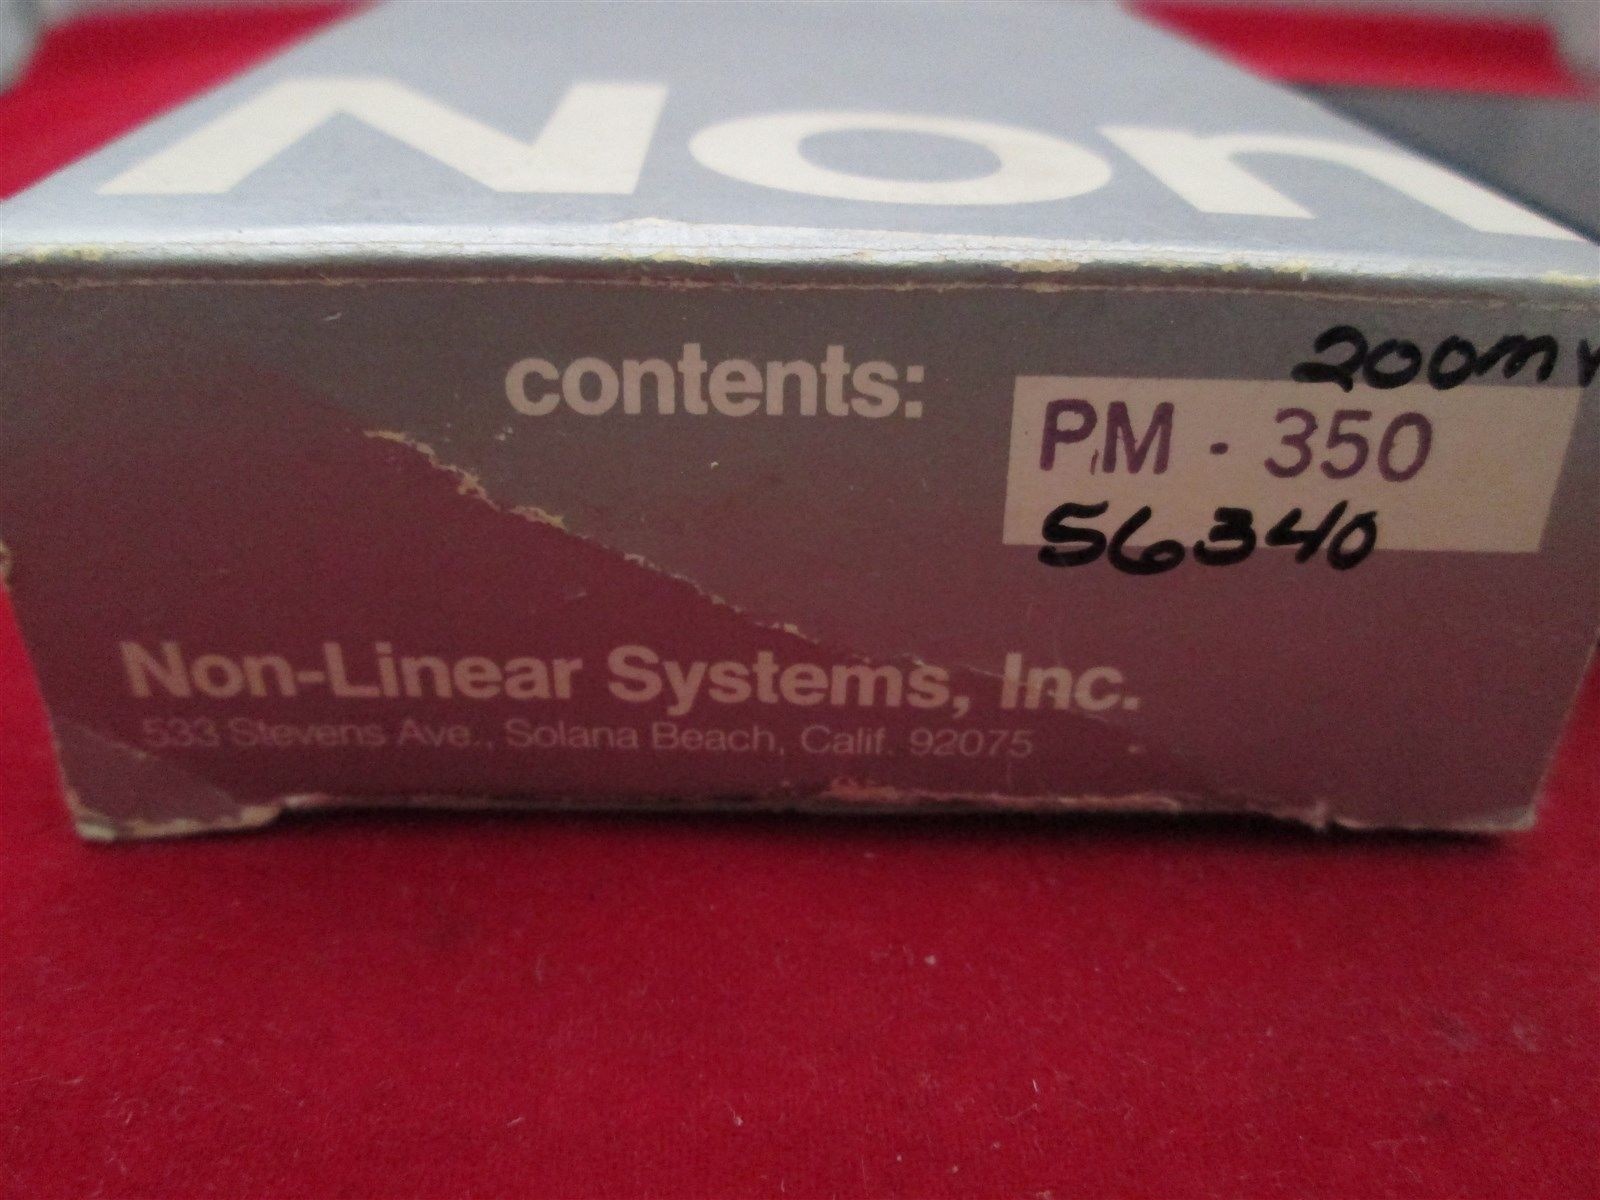 Non
contents:
200mV
PM - 350
56340
Non-Linear Systems, Inc.
533 Stevens Ave., Solana Beach, Calif. 92075